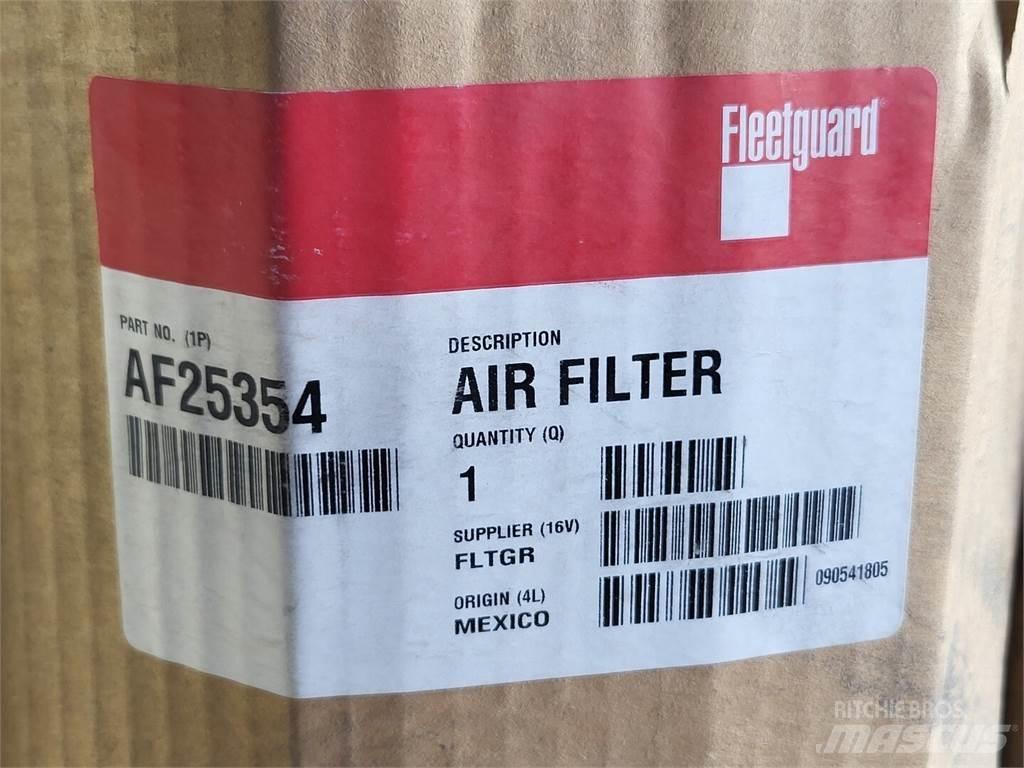 Fleetguard
PART NO. (1P)
AF25354
DESCRIPTION
AIR FILTER
QUANTITY (Q)
1
SUPPLIER (16V)
FLTGR
ORIGIN (4L)
MEXICO
090541805
RITCHIEBROS
MASCUS